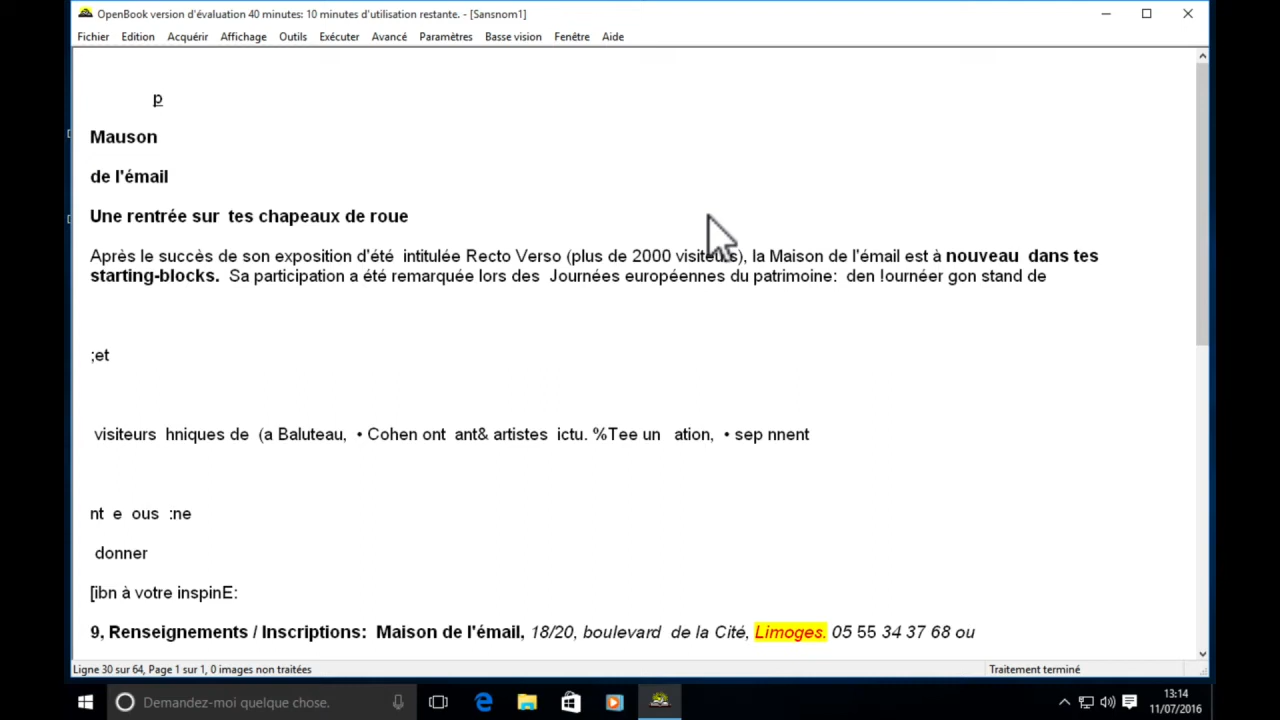 OpenBook version d'évaluation 40 minutes: 10 minutes d'utilisation restante. - [Sansnom1]
Fichier Edition Acquérir Affichage Outils Exécuter Avancé Paramètres Basse vision Fenêtre Aide
p
Mauson
de l'émail
Une rentrée sur tes chapeaux de roue
Après le succès de son exposition d'été intitulée Recto Verso (plus de 2000 visiteurs), la Maison de l'émail est à nouveau dans tes
starting-blocks. Sa participation a été remarquée lors des Journées européennes du patrimoine: den !ournéer gon stand de
;et
visiteurs hniques de (a Baluteau, • Cohen ont ant& artistes ictu. %Tee un ation, • sep nnent
nt e ous :ne
donner
[ibn à votre inspinE:
9, Renseignements / Inscriptions: Maison de l'émail, 18/20, boulevard de la Cité, Limoges. 05 55 34 37 68 ou
Ligne 30 sur 64, Page 1 sur 1, 0 images non traitées Traitement terminé
Demandez-moi quelque chose. 13:14
11/07/2016